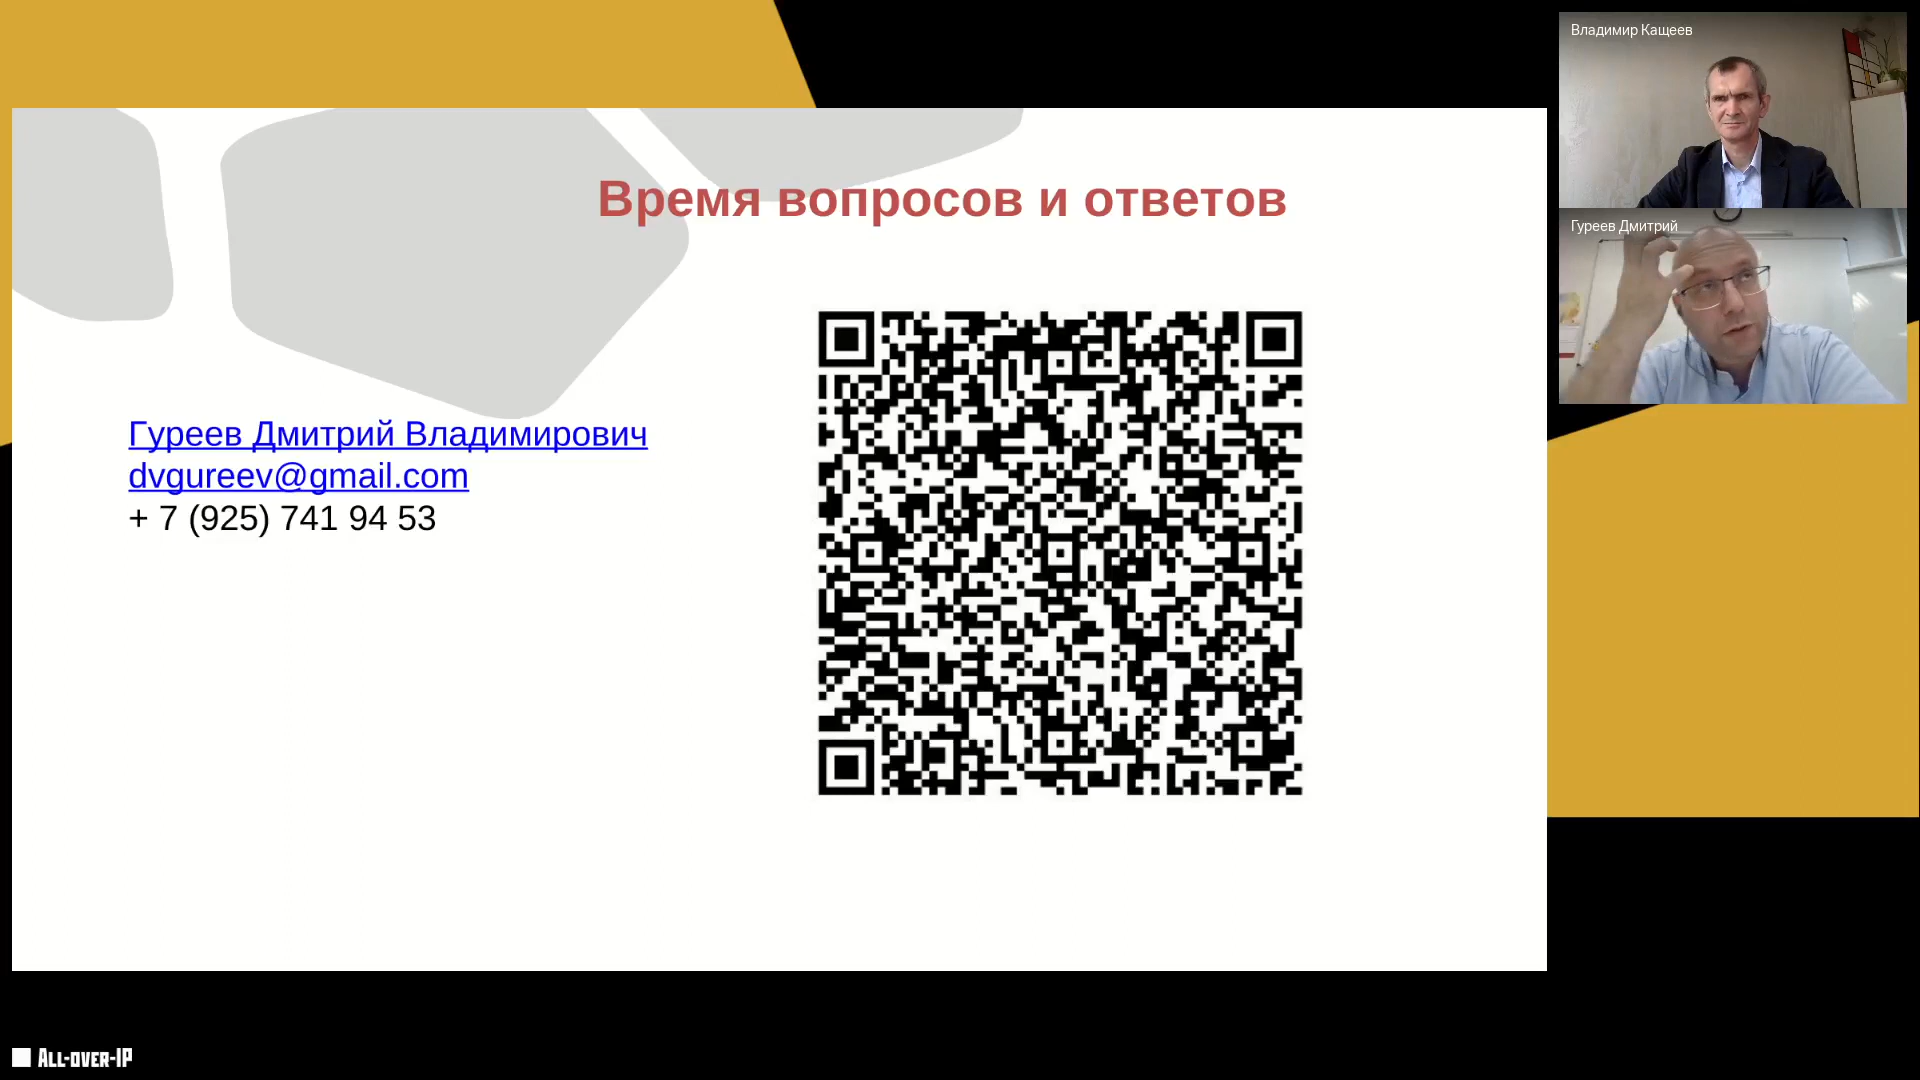 Время вопросов и ответов
Гуреев Дмитрий Владимирович
dvgureev@gmail.com
+ 7 (925) 741 94 53
Владимир Кащеев
Гуреев Дмитрий
ALL-OVER-IP